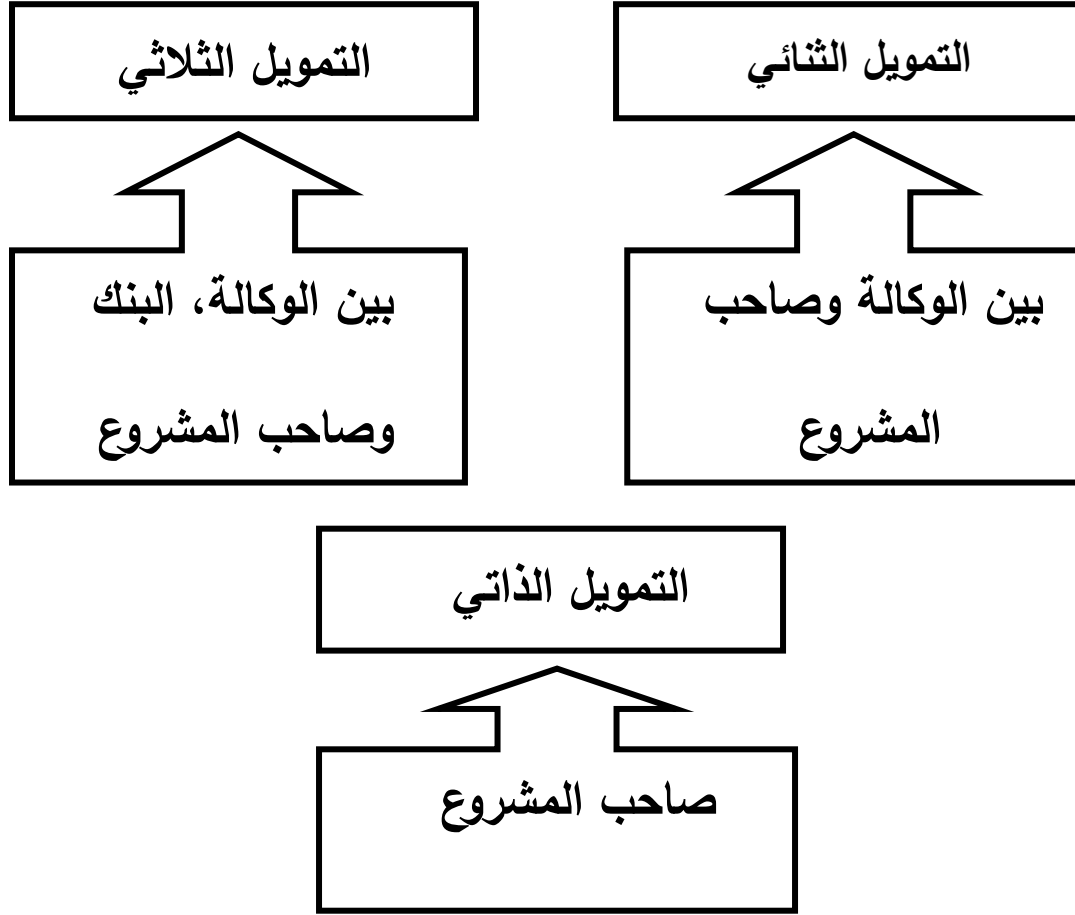 التمويل الثنائي
بين الوكالة وصاحب
المشروع
التمويل الثلاثي
بين الوكالة، البنك
وصاحب المشروع
التمويل الذاتي
صاحب المشروع